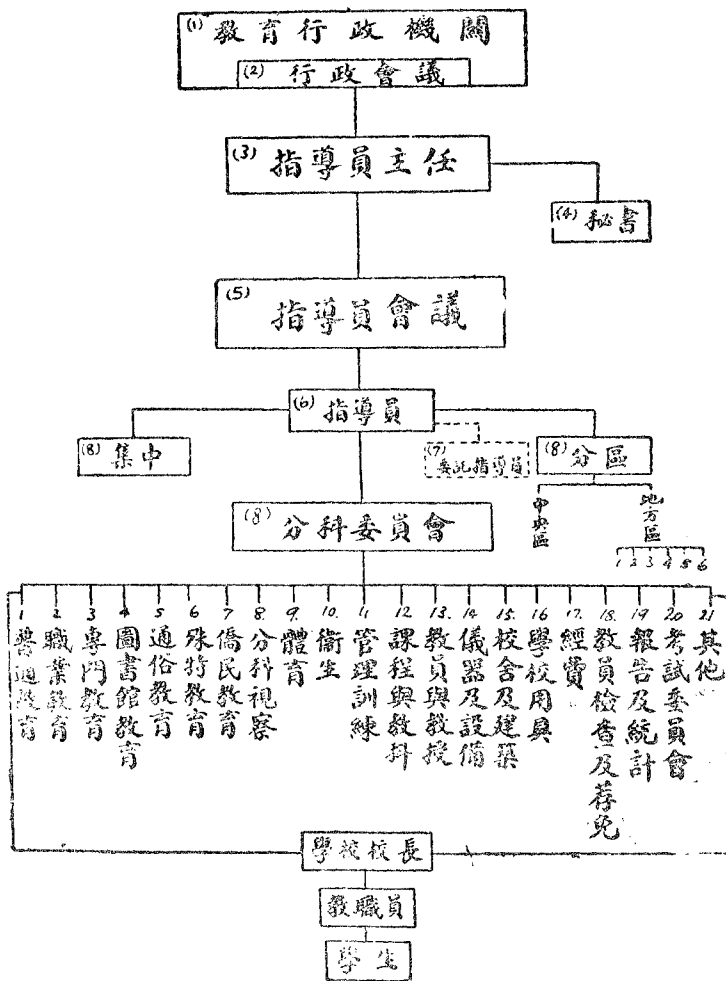 (1) 教育行政機關
(2) 行政會議
(3) 指導員主任
(4) 秘書
(5) 指導員會議
(6) 指導員
(8) 集中
(7) 委託指導員
(8) 分區
中央區
地方區
1 2 3 4 5 6
(8) 分科委員會
1 普通教育
2. 職業教育
3 專門教育
4 圖書館教育
5 通俗教育
6 殊特教育
7 僑民教育
8. 分科視察
9. 體育
10. 衞生
11 管理訓練
12 課程與教科
13. 教員與教授
14 儀器及設備
15. 校舍及建築
16 學校用具
17. 經費
18. 教員檢查及荐免
19 報告及統計
20 考試委員會
21 其他
學校校長
教職員
學生